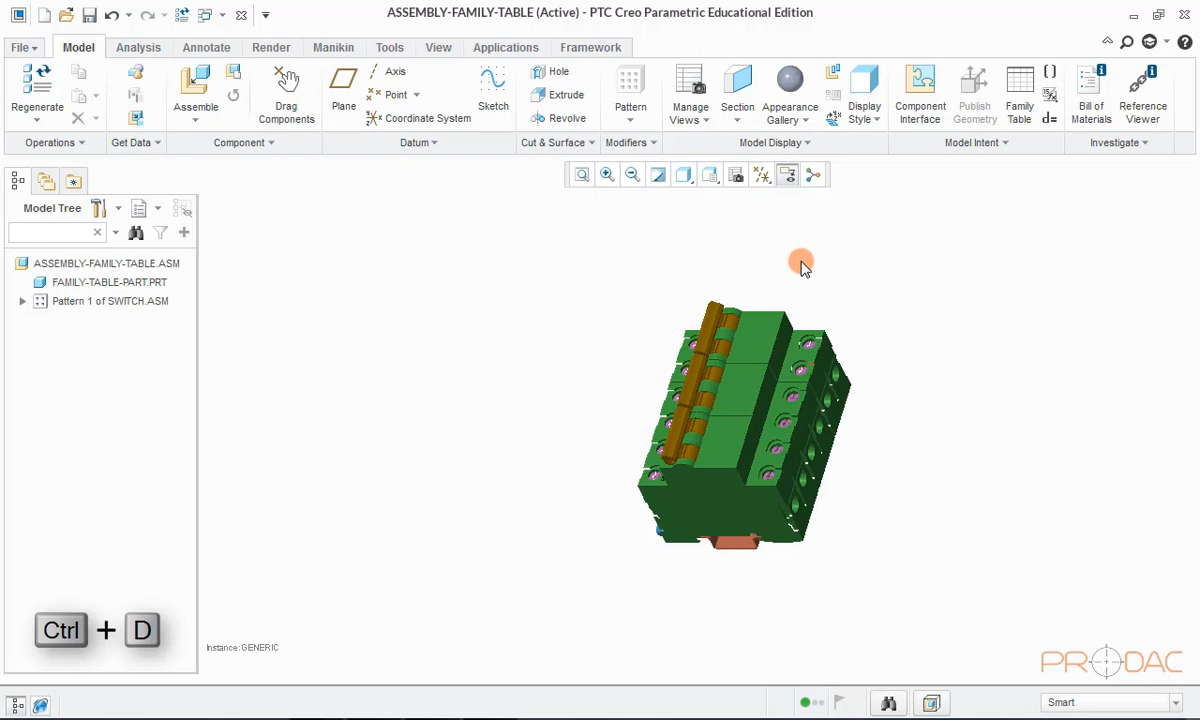 ASSEMBLY-FAMILY-TABLE (Active) - PTC Creo Parametric Educational Edition
File Model Analysis Annotate Render Manikin Tools View Applications Framework
Regenerate
Operations
Get Data
Assemble
Drag Components
Component
Plane
Axis
Point
Coordinate System
Sketch
Datum
Hole
Extrude
Revolve
Cut & Surface
Pattern
Modifiers
Manage Views
Section
Appearance Gallery
Display Style
Model Display
Component Interface
Publish Geometry
Family Table
d=
Model Intent
Bill of Materials
Reference Viewer
Investigate
Model Tree
ASSEMBLY-FAMILY-TABLE.ASM
FAMILY-TABLE-PART.PRT
Pattern 1 of SWITCH.ASM
Ctrl + D
Instance:GENERIC
PRODAC
Smart